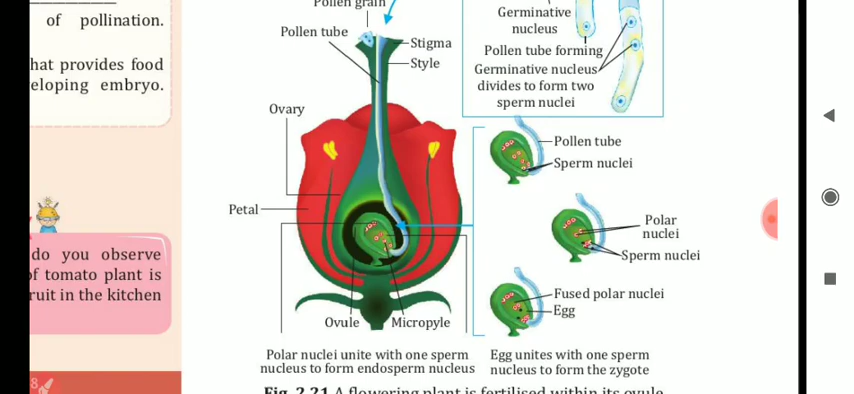 of pollination.
hat provides food
eloping embryo.
do you observe
of tomato plant is
ruit in the kitchen
8
Pollen grain
Pollen tube
Stigma
Style
Ovary
Petal
Ovule
Micropyle
Polar nuclei unite with one sperm
nucleus to form endosperm nucleus
Germinative
nucleus
Pollen tube forming
Germinative nucleus
divides to form two
sperm nuclei
Pollen tube
Sperm nuclei
Polar
nuclei
Sperm nuclei
Fused polar nuclei
Egg
Egg unites with one sperm
nucleus to form the zygote
Fig. 2.21 A flowering plant is fertilised within its ovule